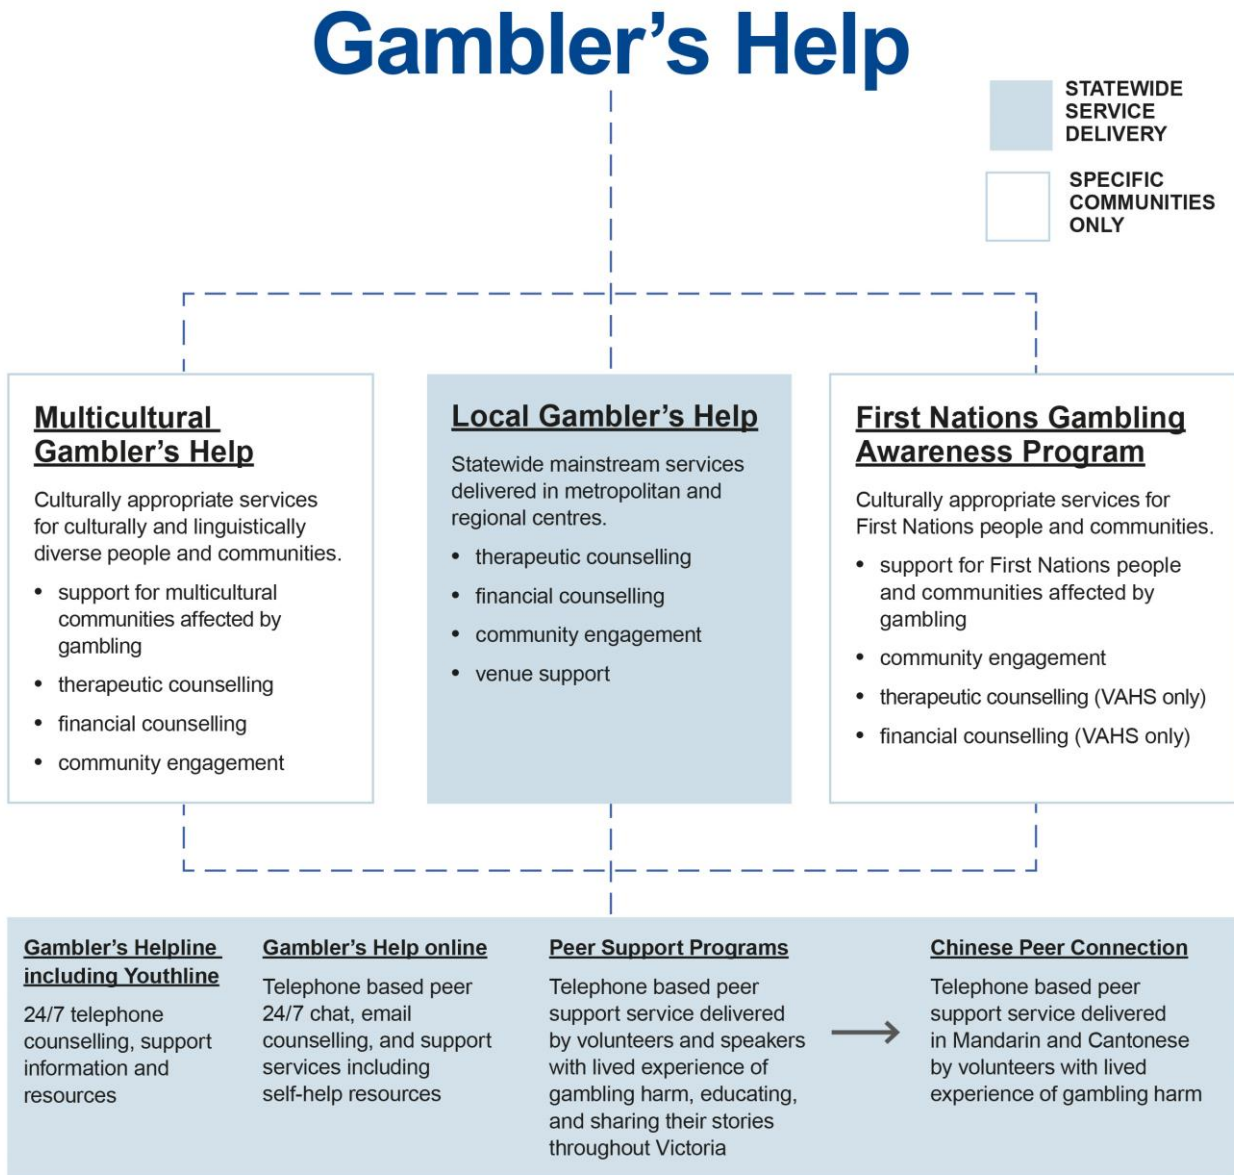 Gambler’s Help
STATEWIDE
SERVICE
DELIVERY
SPECIFIC
COMMUNITIES
ONLY
Multicultural
Gambler’s Help
Culturally appropriate services
for culturally and linguistically
diverse people and communities.
• support for multicultural
communities affected by
gambling
• therapeutic counselling
• financial counselling
• community engagement
Local Gambler’s Help
Statewide mainstream services
delivered in metropolitan and
regional centres.
• therapeutic counselling
• financial counselling
• community engagement
• venue support
First Nations Gambling
Awareness Program
Culturally appropriate services for
First Nations people and communities.
• support for First Nations people
and communities affected by
gambling
• community engagement
• therapeutic counselling (VAHS only)
• financial counselling (VAHS only)
Gambler’s Helpline
including Youthline
24/7 telephone
counselling, support
information and
resources
Gambler’s Help online
Telephone based peer
24/7 chat, email
counselling, and support
services including
self-help resources
Peer Support Programs
Telephone based peer
support service delivered
by volunteers and speakers
with lived experience of
gambling harm, educating,
and sharing their stories
throughout Victoria
Chinese Peer Connection
Telephone based peer
support service delivered
in Mandarin and Cantonese
by volunteers with lived
experience of gambling harm